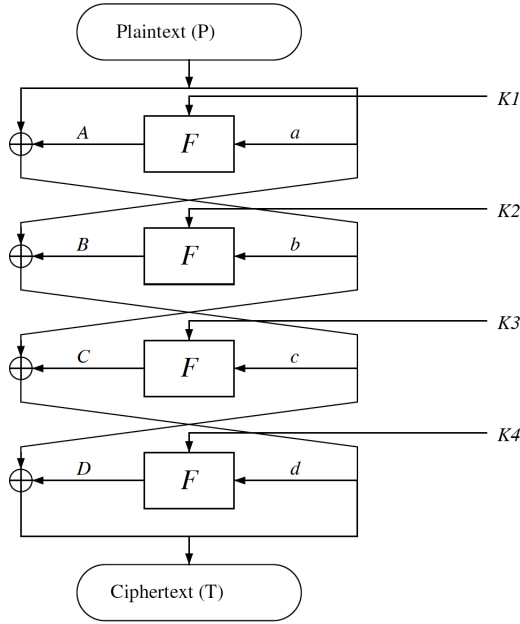 Plaintext (P)
K1
A F a
K2
B F b
K3
C F c
K4
D F d
Ciphertext (T)